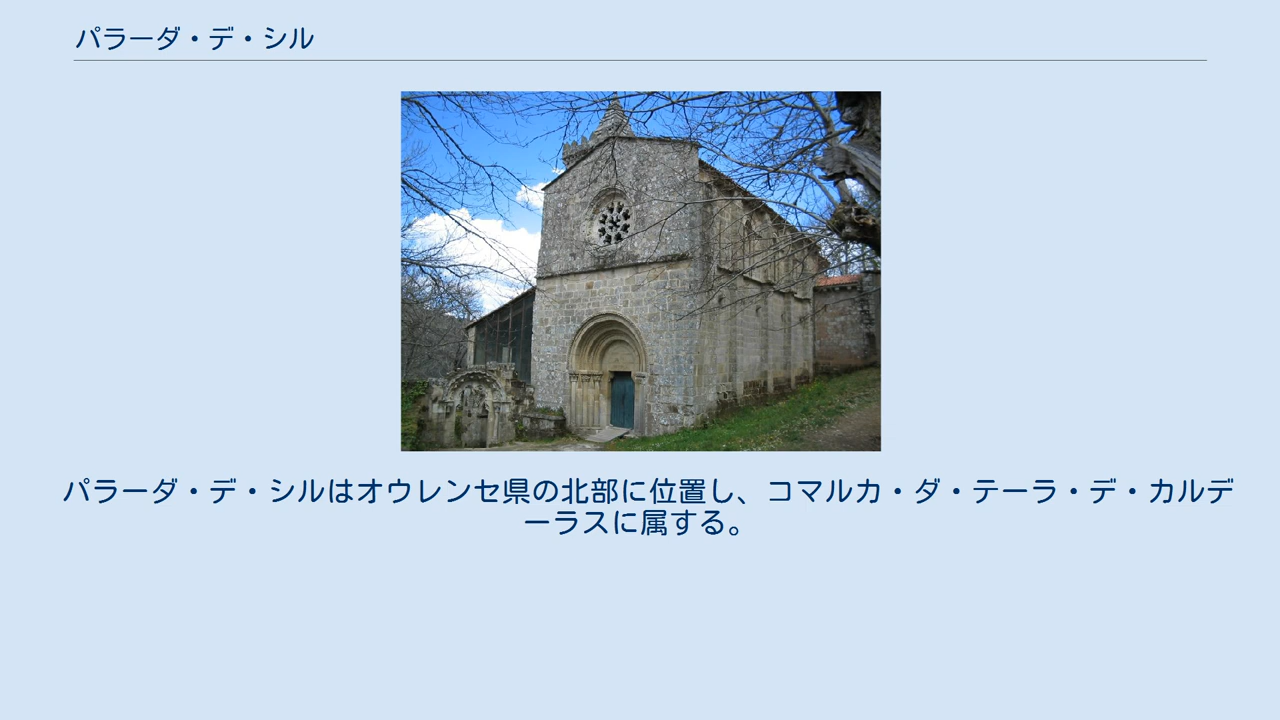 パラーダ・デ・シル
パラーダ・デ・シルはオウレンセ県の北部に位置し、コマルカ・ダ・テーラ・デ・カルデ
ーラスに属する。